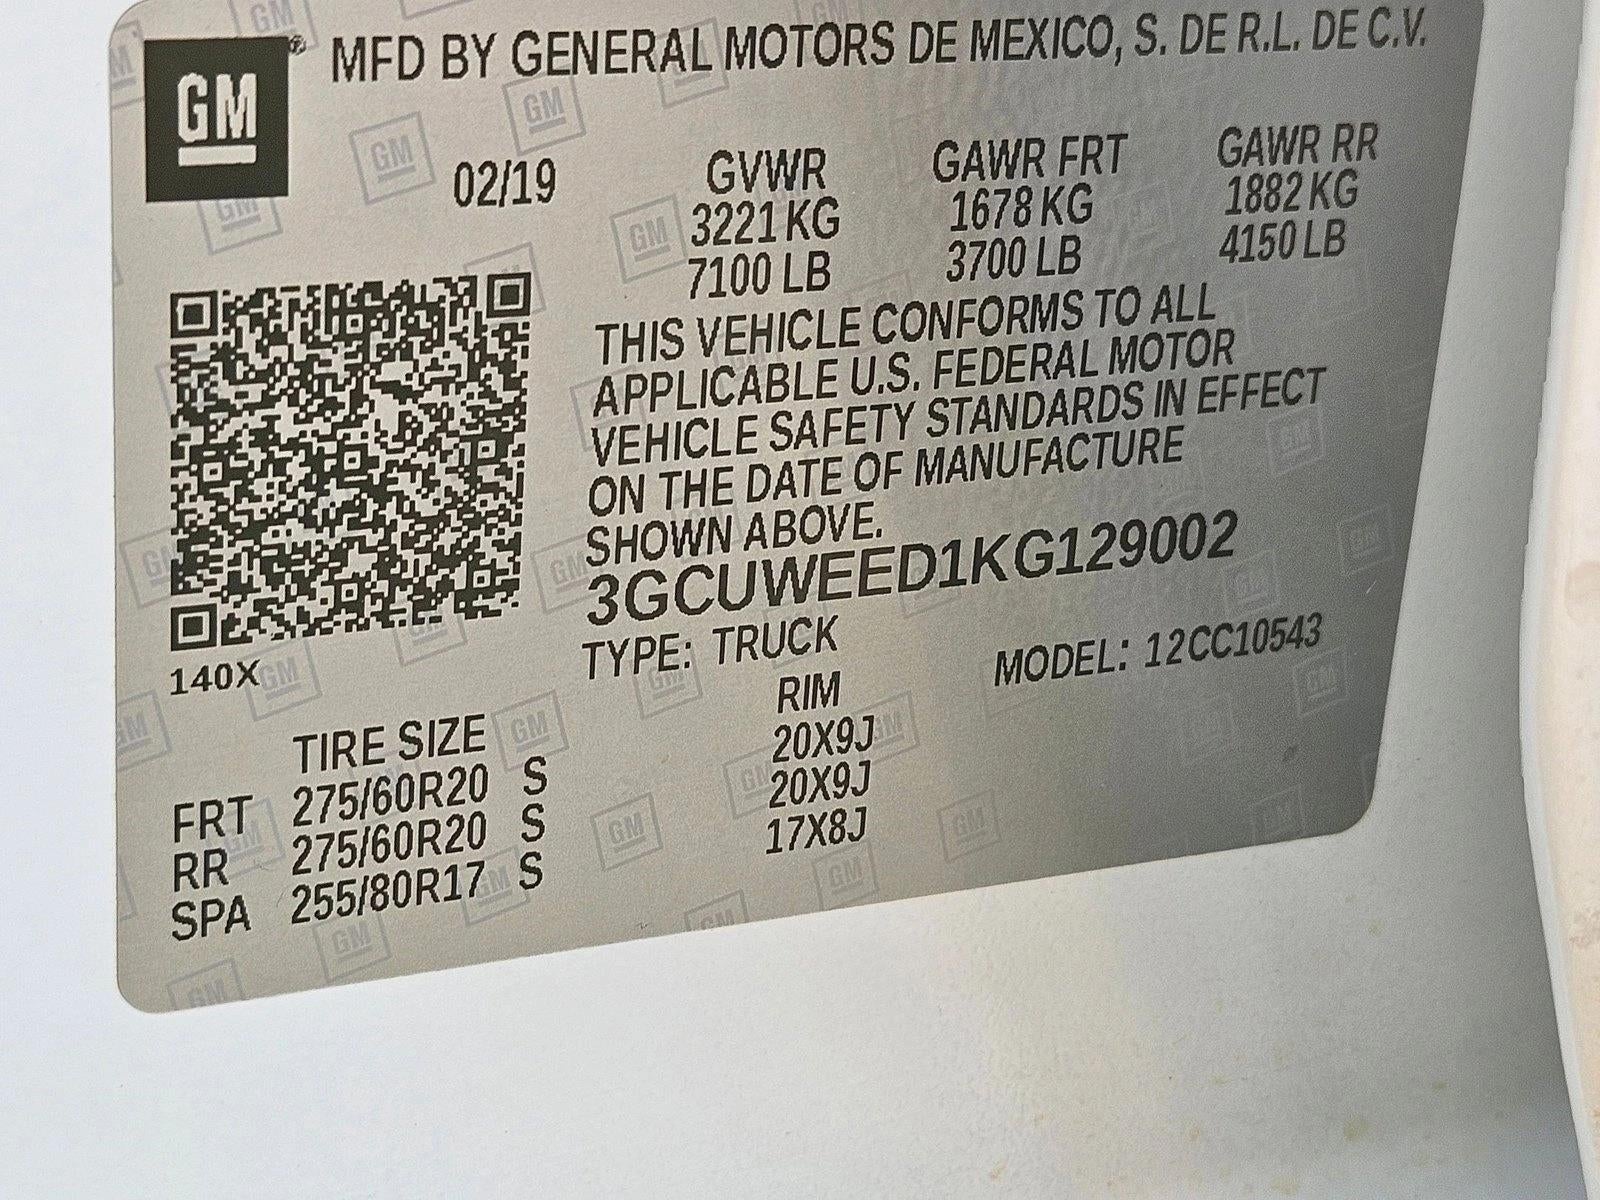 GM
MFD BY GENERAL MOTORS DE MEXICO, S. DE R.L. DE C.V.
02/19 GVWR GAWR FRT GAWR RR
3221 KG 1678 KG 1882 KG
7100 LB 3700 LB 4150 LB
THIS VEHICLE CONFORMS TO ALL
APPLICABLE U.S. FEDERAL MOTOR
VEHICLE SAFETY STANDARDS IN EFFECT
ON THE DATE OF MANUFACTURE
SHOWN ABOVE.
3GCUWEED1KG129002
TYPE: TRUCK MODEL: 12CC10543
140X
TIRE SIZE RIM
FRT 275/60R20 S 20X9J
RR 275/60R20 S 20X9J
SPA 255/80R17 S 17X8J